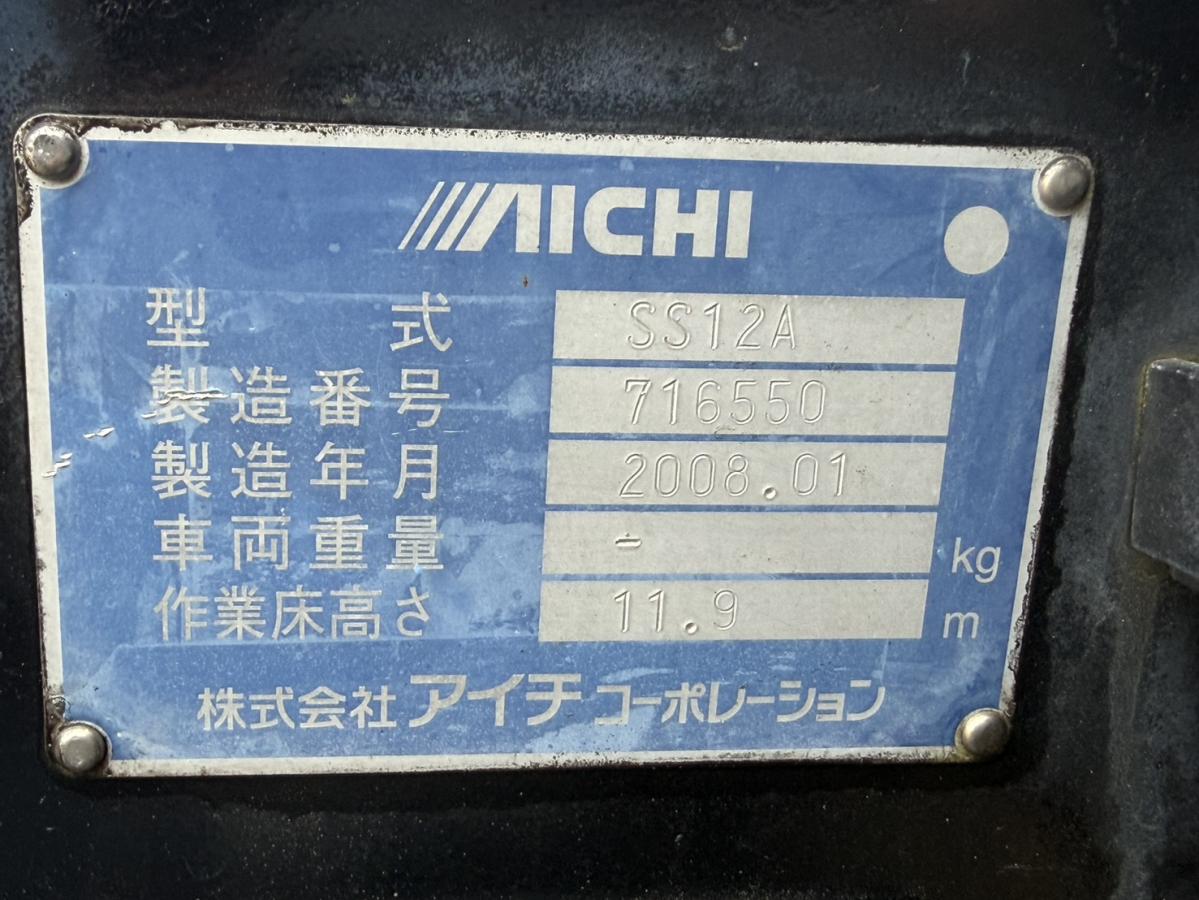 AICHI
型式 SS12A
製造番号 716550
製造年月 2008.01
車両重量 - kg
作業床高さ 11.9 m
株式会社アイチコーポレーション